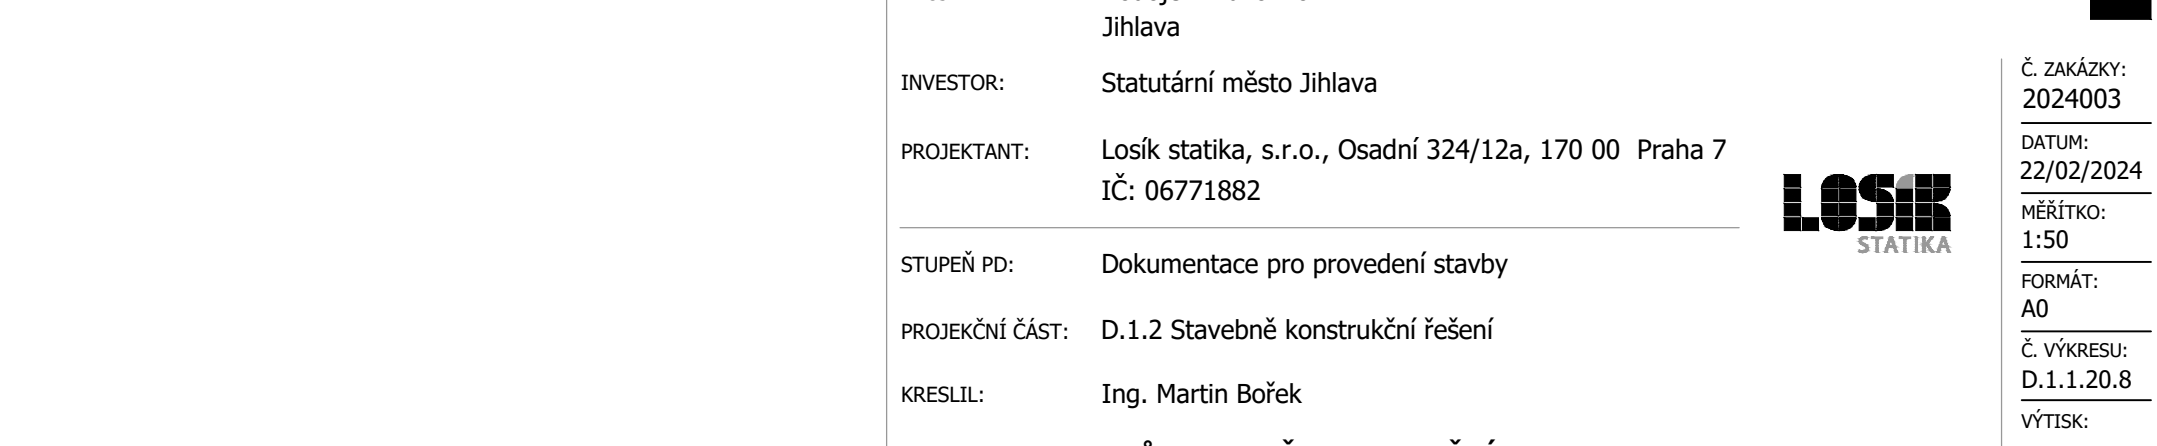 Jihlava
INVESTOR: Statutární město Jihlava
PROJEKTANT: Losík statika, s.r.o., Osadní 324/12a, 170 00 Praha 7
IČ: 06771882
LOSÍK
STATIKA
STUPEŇ PD: Dokumentace pro provedení stavby
PROJEKČNÍ ČÁST: D.1.2 Stavebně konstrukční řešení
KRESLIL: Ing. Martin Bořek
Č. ZAKÁZKY:
2024003
DATUM:
22/02/2024
MĚŘÍTKO:
1:50
FORMÁT:
A0
Č. VÝKRESU:
D.1.1.20.8
VÝTISK: